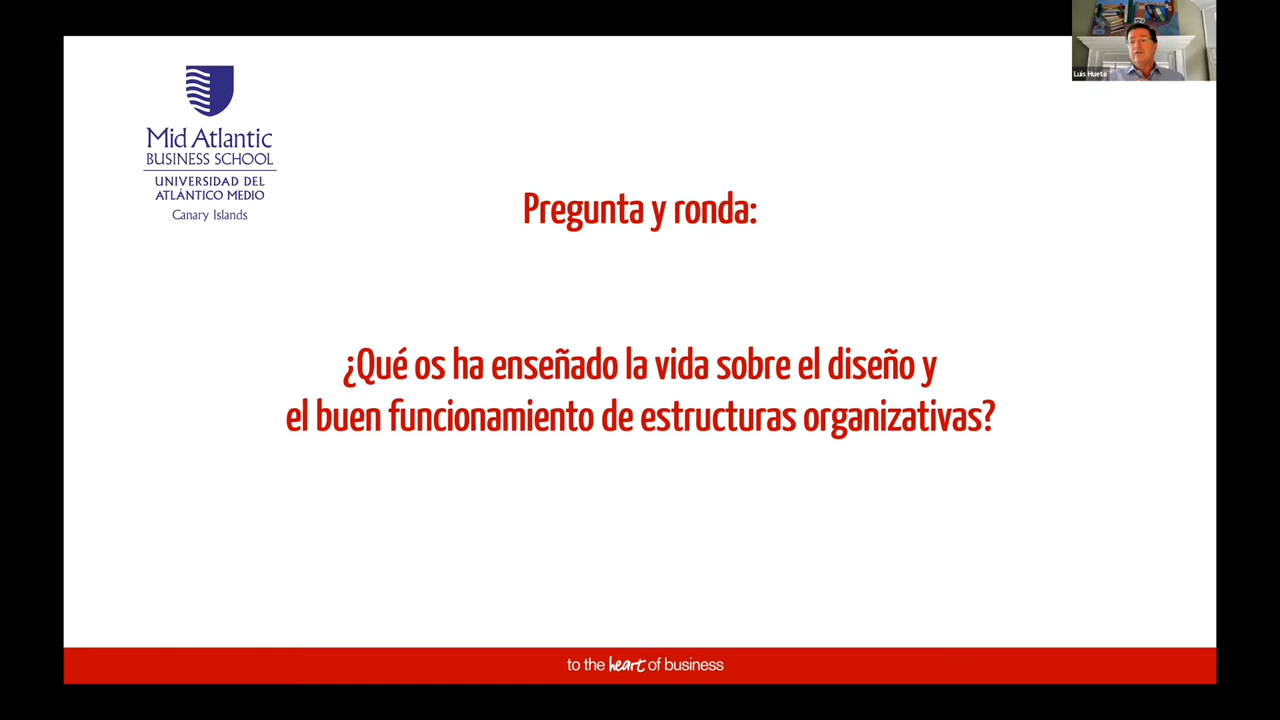 Luis Huete
Mid Atlantic
BUSINESS SCHOOL
UNIVERSIDAD DEL
ATLÁNTICO MEDIO
Canary Islands
Pregunta y ronda:
¿Qué os ha enseñado la vida sobre el diseño y
el buen funcionamiento de estructuras organizativas?
to the heart of business